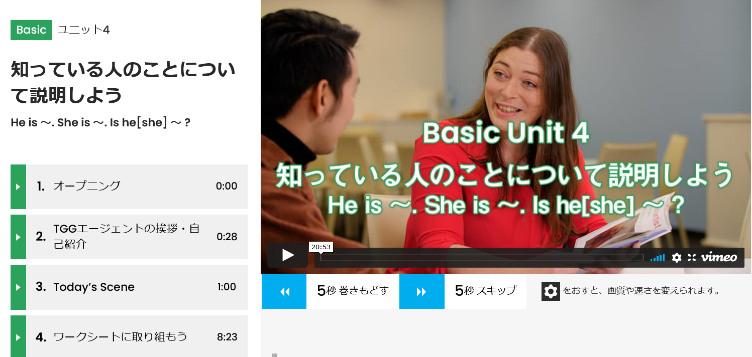 Basic ユニット4
知っている人のことについ
て説明しよう
He is ～. She is ～. Is he[she] ～ ?
1. オープニング 0:00
2. TGGエージェントの挨拶・自
己紹介 0:28
3. Today's Scene 1:00
4. ワークシートに取り組もう 8:23
Basic Unit 4
知っている人のことについて説明しよう
He is ～. She is ～. Is he[she] ～ ?
20:53
vimeo
5秒 巻きもどす
5秒 スキップ
をおすと、画質や速さを変えられます。